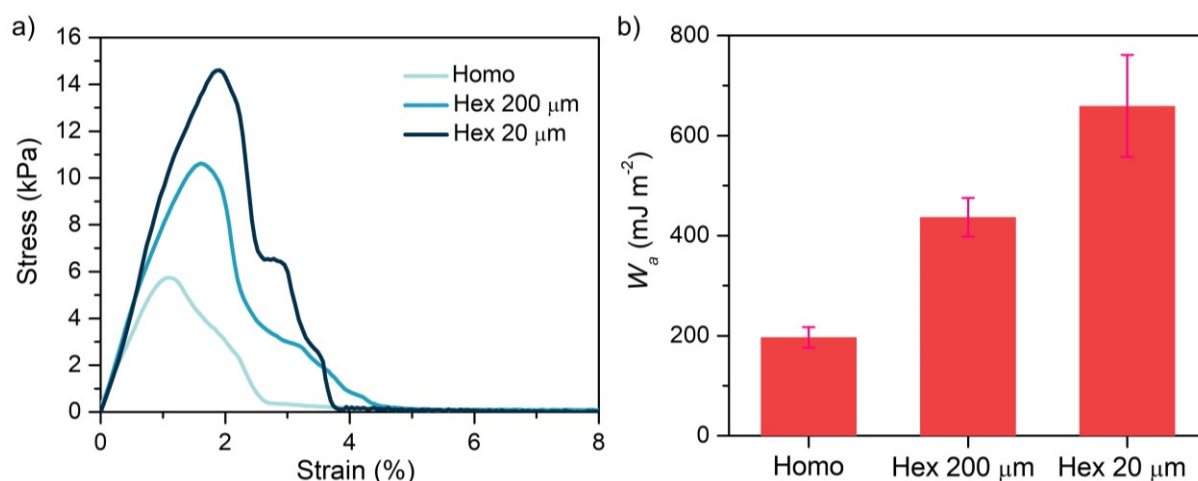 a)
16
14
12
10
8
6
4
2
0
Stress (kPa)
Homo
Hex 200 μm
Hex 20 μm
0 2 4 6 8
Strain (%)
b)
800
600
400
200
0
Wa (mJ m-2)
Homo Hex 200 μm Hex 20 μm